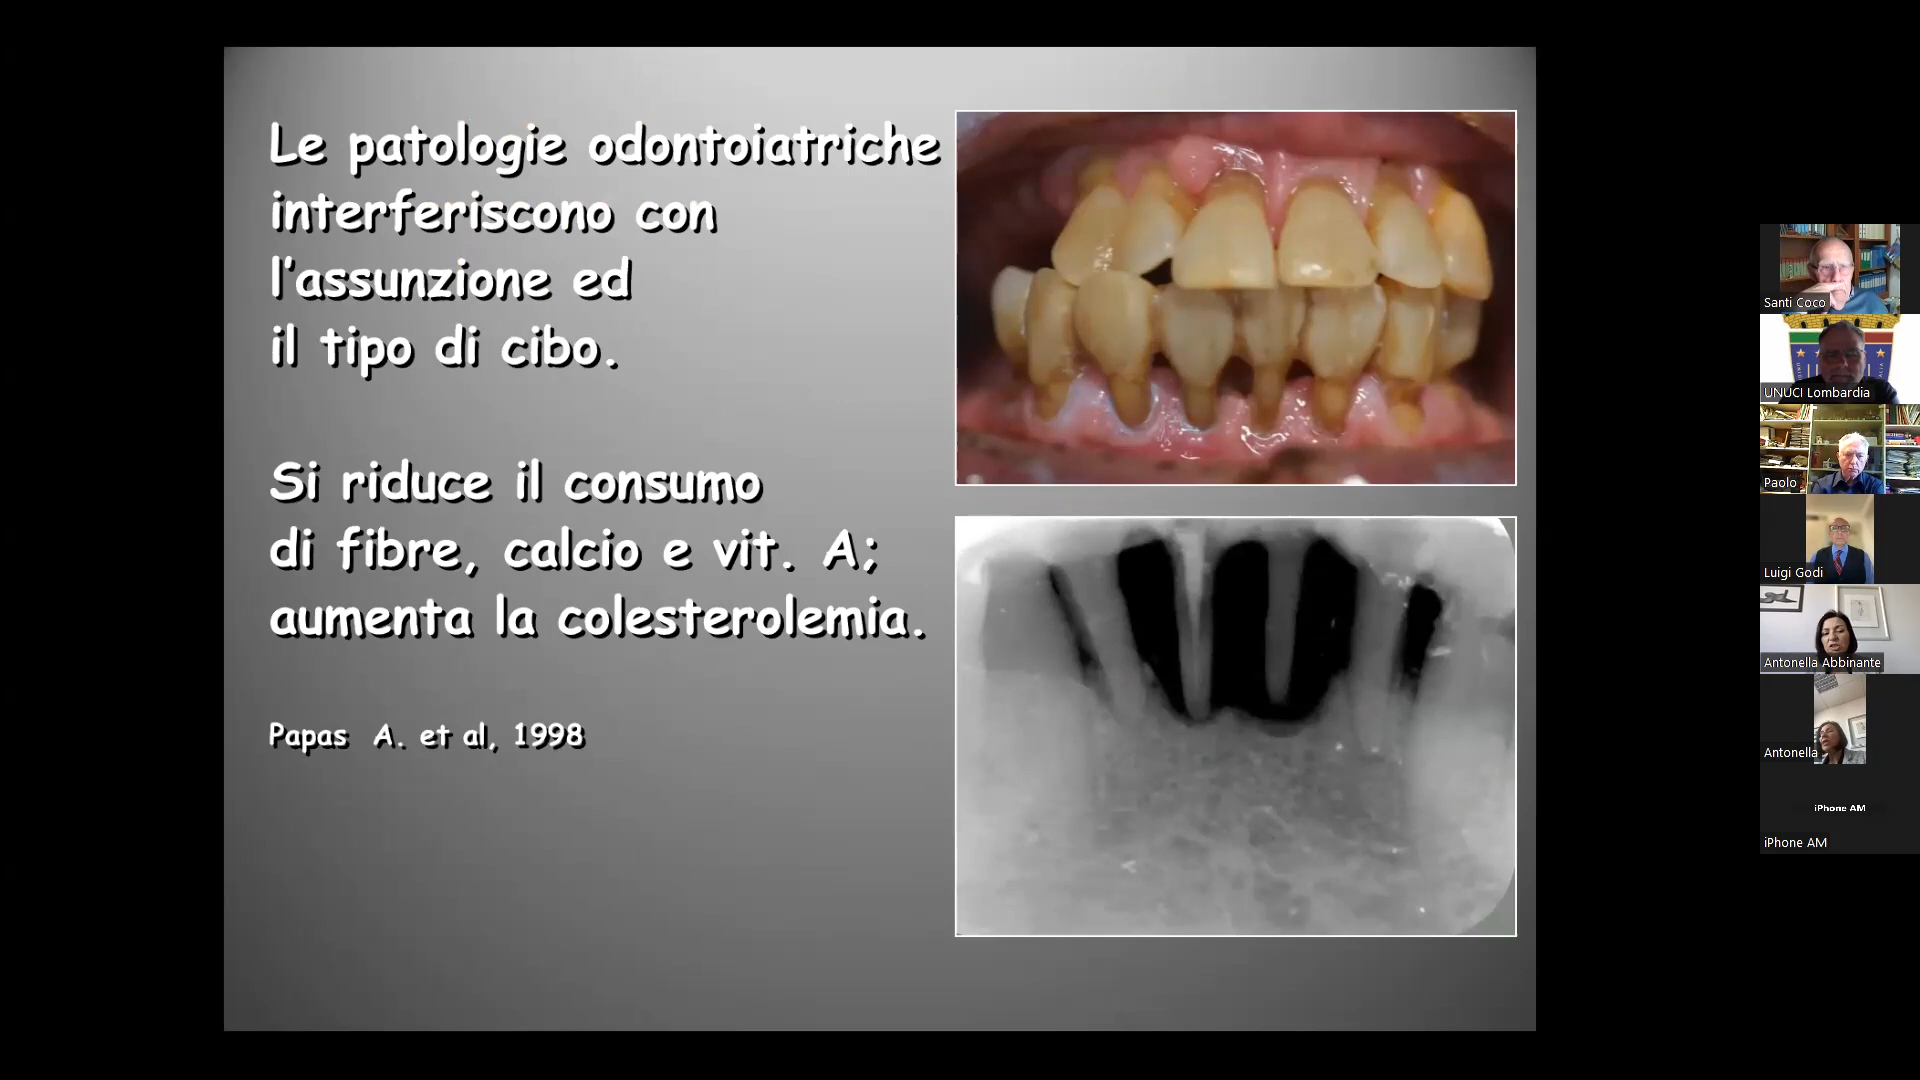 Le patologie odontoiatriche
interferiscono con
l'assunzione ed
il tipo di cibo.
Si riduce il consumo
di fibre, calcio e vit. A;
aumenta la colesterolemia.
Papas A. et al, 1998
Santi Coco
UNUCI Lombardia
Paolo
Luigi Godi
Antonella Abbinante
Antonella
iPhone AM
iPhone AM